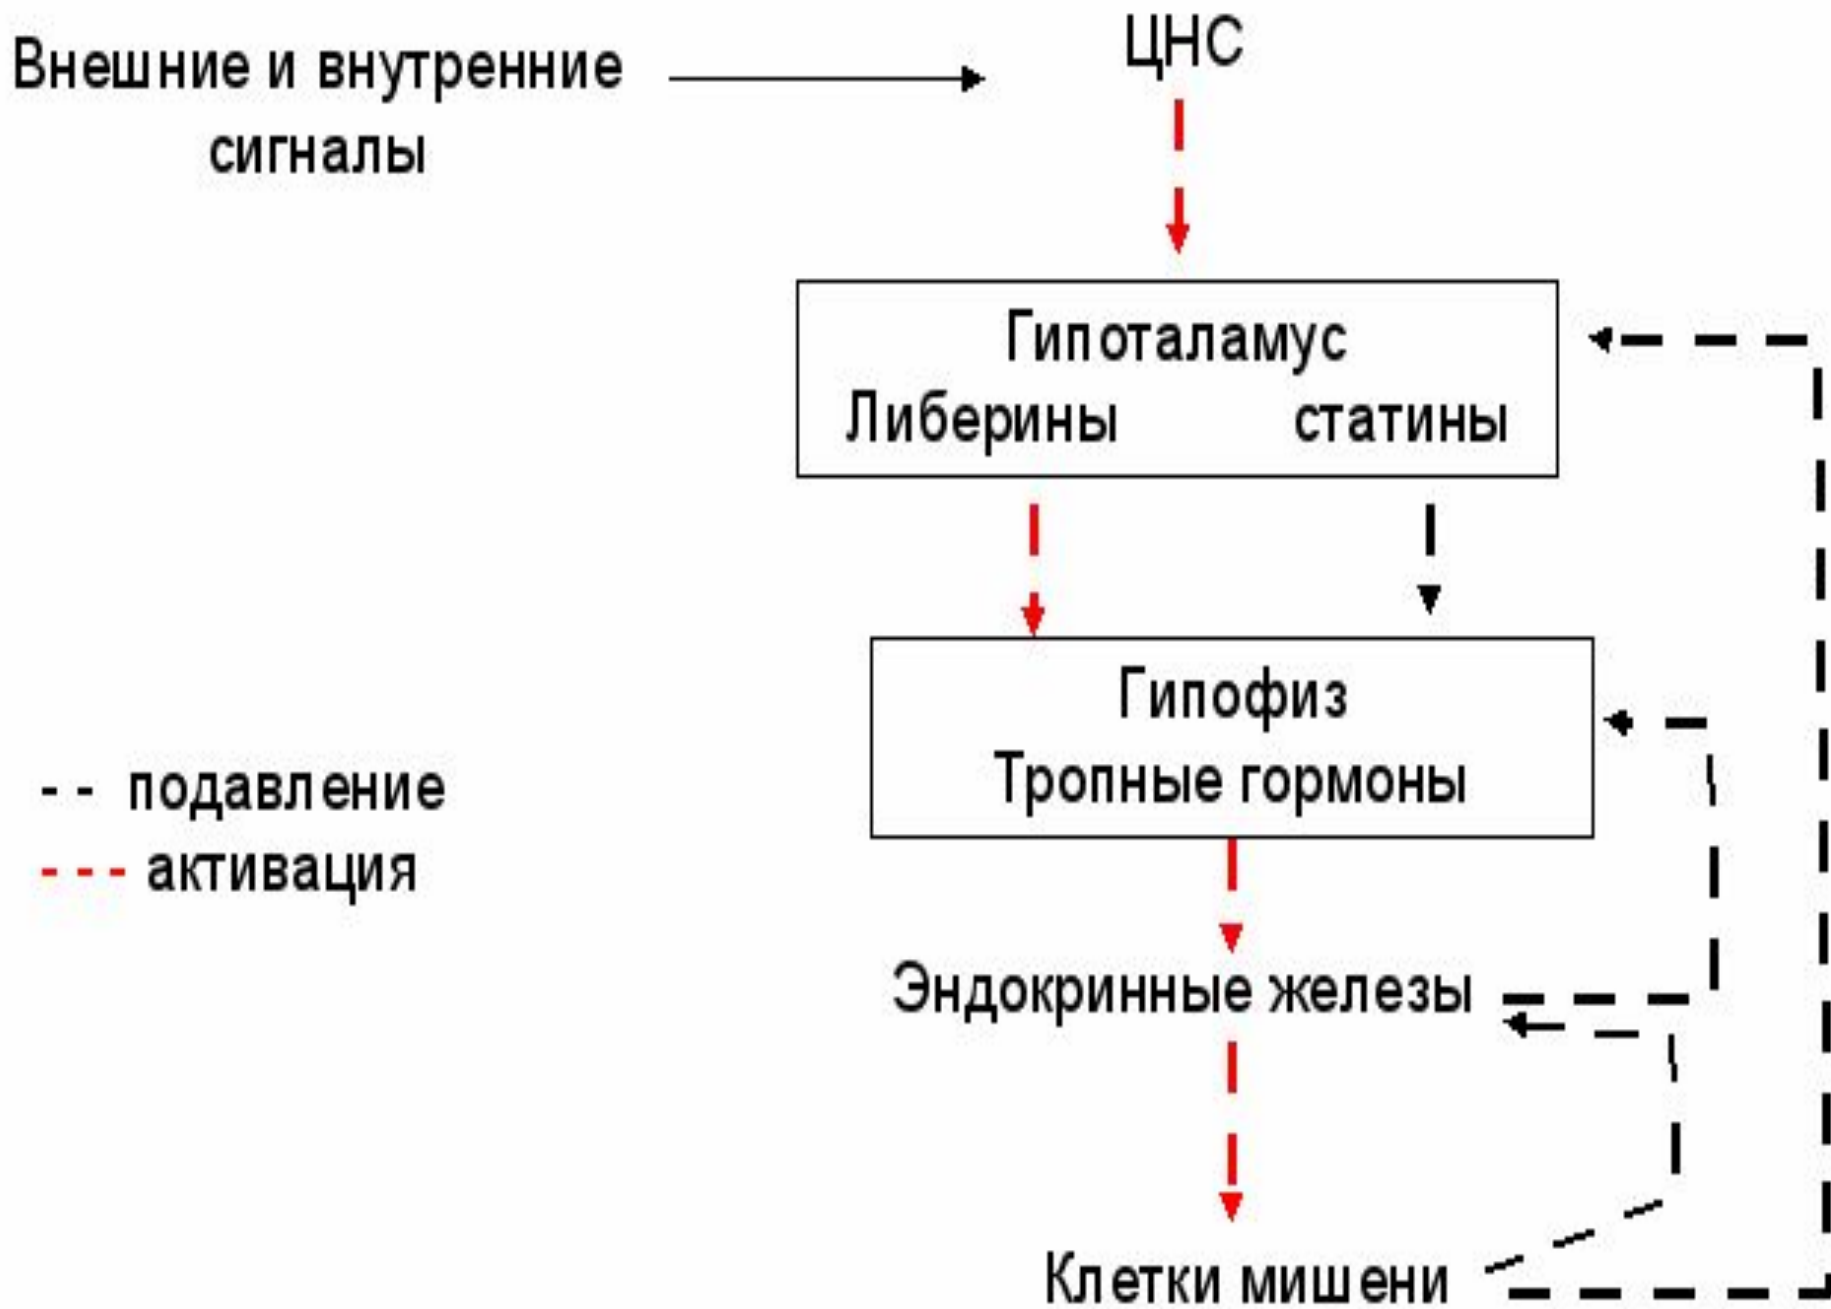 Внешние и внутренние
сигналы
ЦНС
Гипоталамус
Либерины статины
Гипофиз
Тропные гормоны
-- подавление
--- активация
Эндокринные железы
Клетки мишени